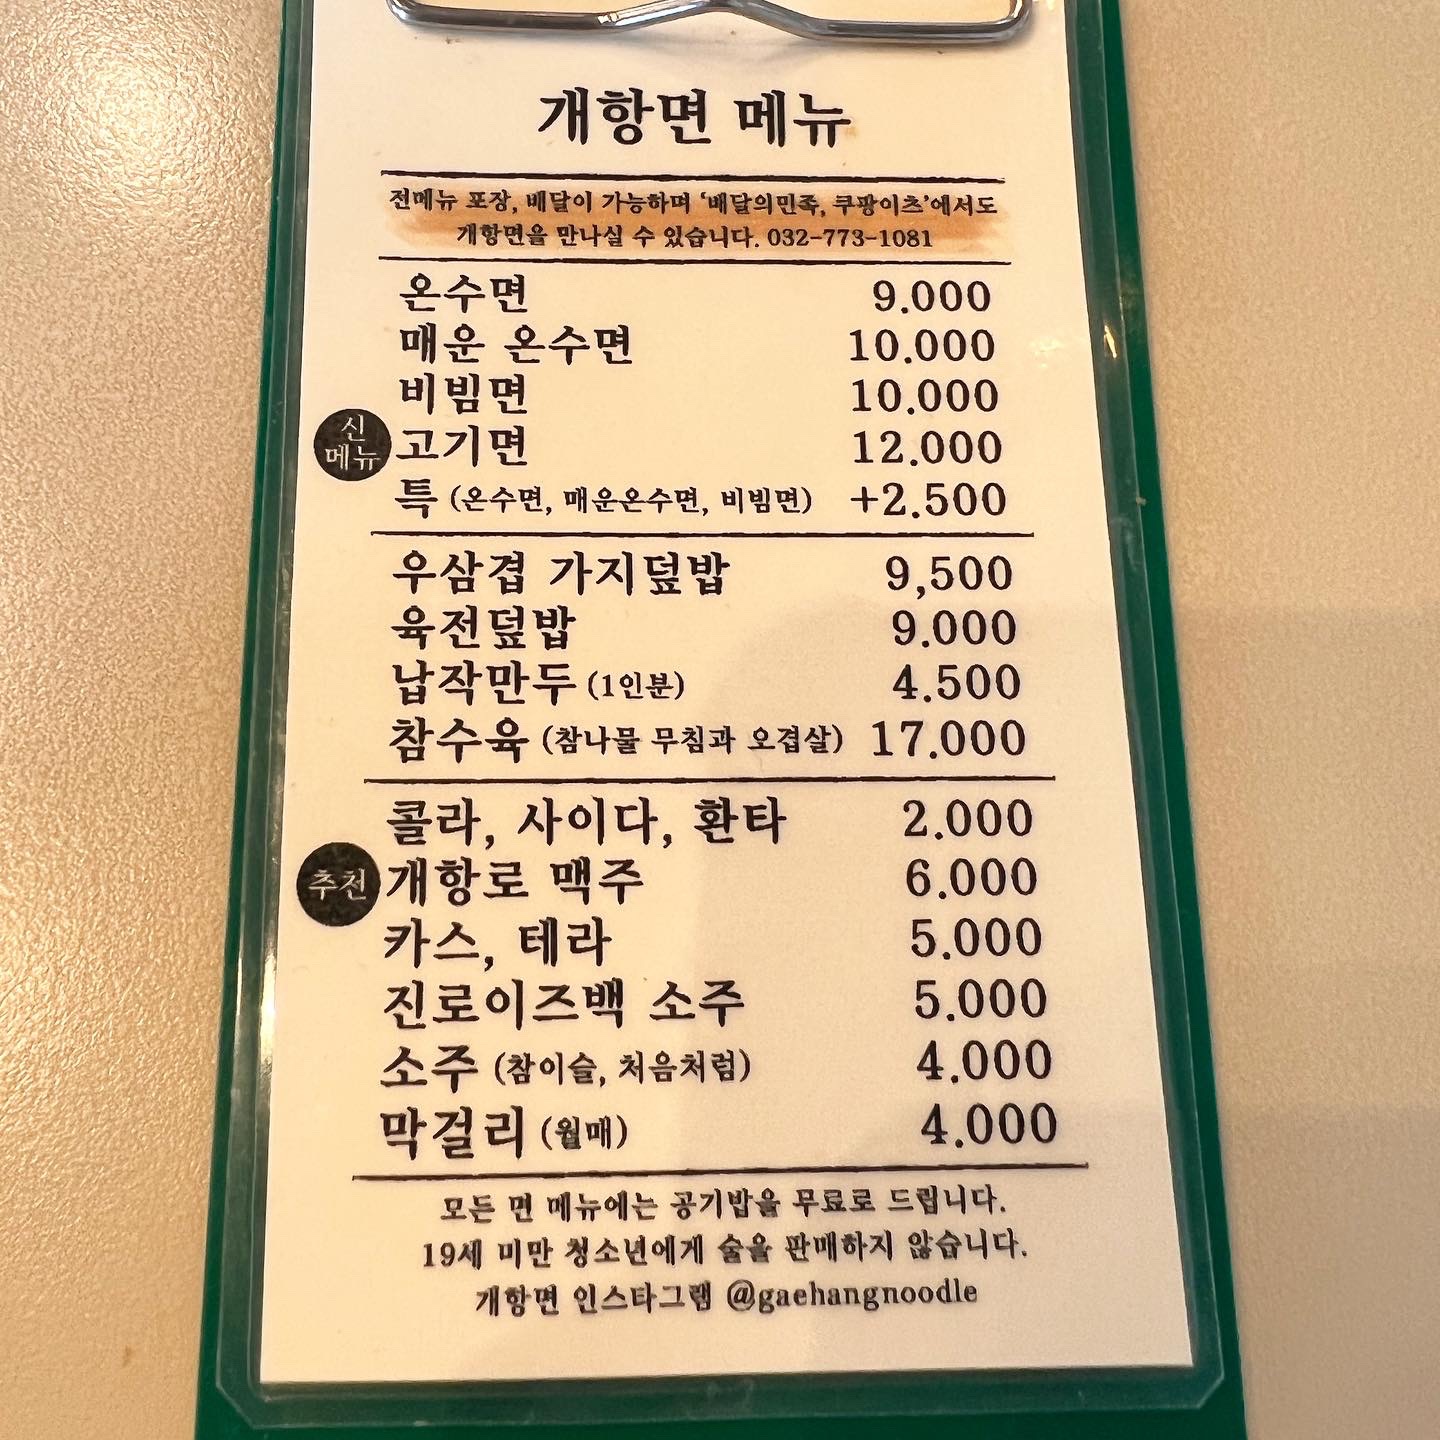 개항면 메뉴
전메뉴 포장, 배달이 가능하며 '배달의민족, 쿠팡이츠'에서도
개항면을 만나실 수 있습니다. 032-773-1081
온수면 9.000
매운 온수면 10.000
비빔면 10.000
신메뉴 고기면 12.000
특 (온수면, 매운온수면, 비빔면) +2.500
우삼겹 가지덮밥 9,500
육전덮밥 9.000
납작만두 (1인분) 4.500
참수육 (참나물 무침과 오겹살) 17.000
콜라, 사이다, 환타 2.000
추천 개항로 맥주 6.000
카스, 테라 5.000
진로이즈백 소주 5.000
소주 (참이슬, 처음처럼) 4.000
막걸리 (월매) 4.000
모든 면 메뉴에는 공기밥을 무료로 드립니다.
19세 미만 청소년에게 술을 판매하지 않습니다.
개항면 인스타그램 @gaehangnoodle